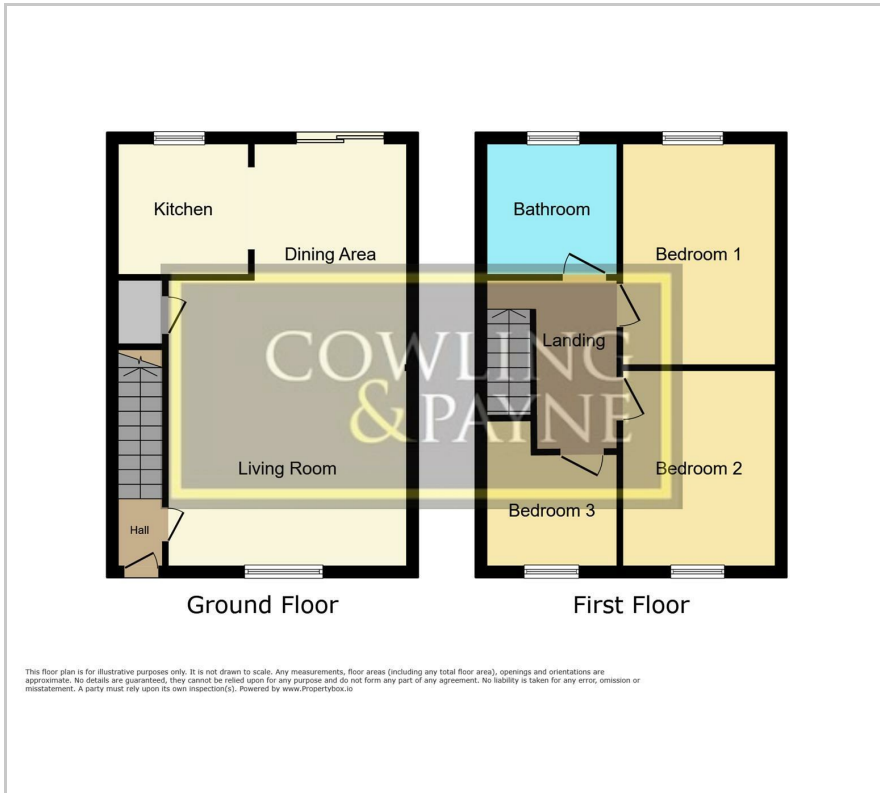 Kitchen
Dining Area
Living Room
Hall
Ground Floor
Bathroom
Bedroom 1
Landing
Bedroom 2
Bedroom 3
First Floor
COWLING
&PAYNE
This floor plan is for illustrative purposes only. It is not drawn to scale. Any measurements, floor areas (including any total floor area), openings and orientations are
approximate. No details are guaranteed, they cannot be relied upon for any purpose and do not form any part of any agreement. No liability is taken for any error, omission or
misstatement. A party must rely upon its own inspection(s). Powered by www.Propertybox.io